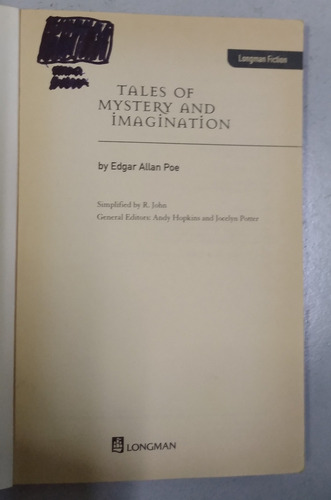 Longman Fiction
TALES OF
MYSTERY AND
IMAGINATION
by Edgar Allan Poe
Simplified by R. John
General Editors: Andy Hopkins and Jocelyn Potter
LONGMAN